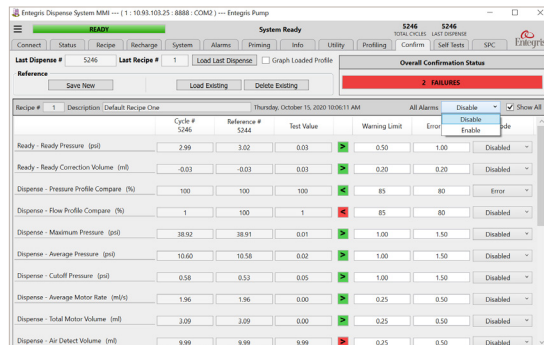 Entegris Dispense System MMI --- ( 1 : 10.93.103.25 : 8888 : COM2 ) --- Entegris Pump
READY System Ready 5246 TOTAL CYCLES 5246 LAST DISPENSE
Connect Status Recipe Recharge System Alarms Priming Info Utility Profiling Confirm Self Tests SPC Entegris
Last Dispense # 5246 Last Recipe # 1 Load Last Dispense Graph Loaded Profile Overall Confirmation Status
Reference
Save New Load Existing Delete Existing 2 FAILURES
Recipe # 1 Description Default Recipe One Thursday, October 15, 2020 10:06:11 AM All Alarms Disable Show All
Disable
Enable
Cycle # 5246 Reference # 5244 Test Value Warning Limit Error
Ready - Ready Pressure (psi) 2.99 3.02 0.03 > 0.50 1.00 Disabled
Ready - Ready Correction Volume (ml) -0.03 -0.03 0.03 > 0.20 0.20 Disabled
Dispense - Pressure Profile Compare (%) 100 100 100 < 85 80 Error
Dispense - Flow Profile Compare (%) 1 100 1 < 85 80 Disabled
Dispense - Maximum Pressure (psi) 38.92 38.91 0.01 > 1.00 1.50 Disabled
Dispense - Average Pressure (psi) 10.60 10.58 0.02 > 1.00 1.50 Disabled
Dispense - Cutoff Pressure (psi) 0.58 0.53 0.05 > 1.00 1.50 Disabled
Dispense - Average Motor Rate (ml/s) 1.96 1.96 0.00 > 0.25 0.50 Disabled
Dispense - Total Motor Volume (ml) 3.09 3.09 0.00 > 0.25 0.50 Disabled
Dispense - Air Detect Volume (ml) 9.99 9.99 9.99 > 0.25 0.50 Disabled